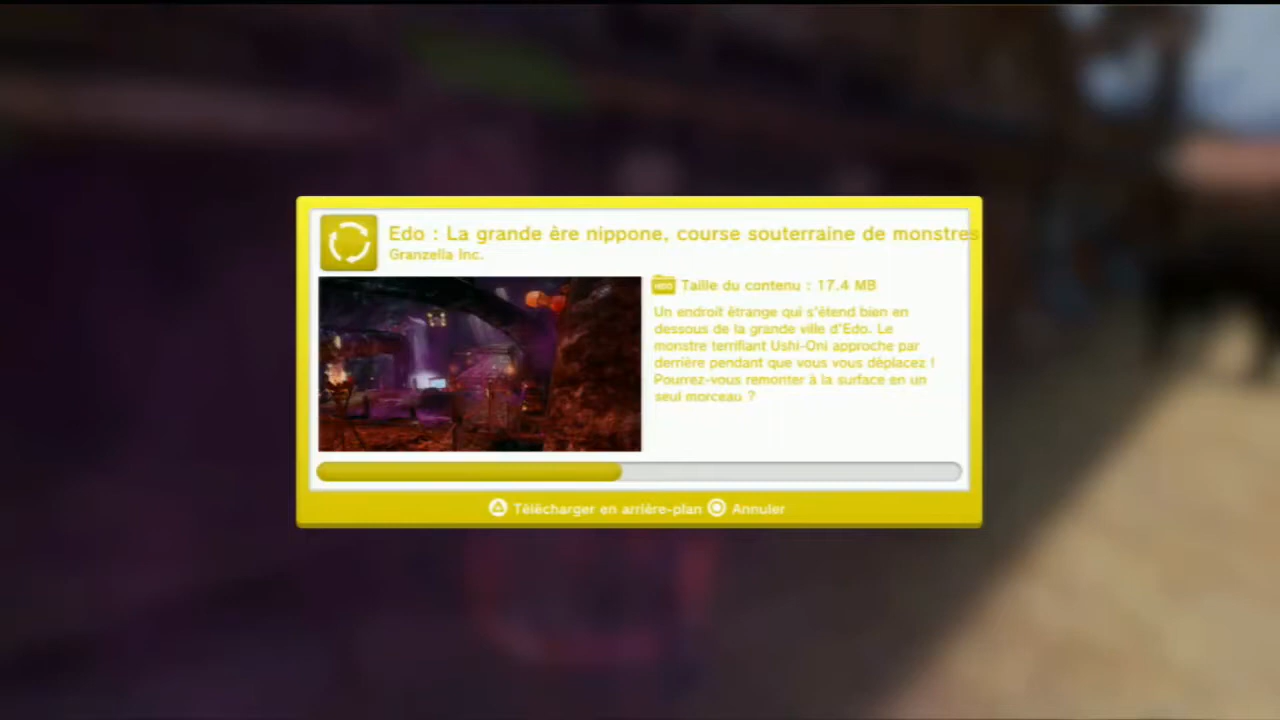 Edo : La grande ère nippone, course souterraine de monstres
Granzella Inc.
HDD Taille du contenu : 17.4 MB
Un endroit étrange qui s'étend bien en
dessous de la grande ville d'Edo. Le
monstre terrifiant Ushi-Oni approche par
derrière pendant que vous vous déplacez !
Pourrez-vous remonter à la surface en un
seul morceau ?
Télécharger en arrière-plan Annuler